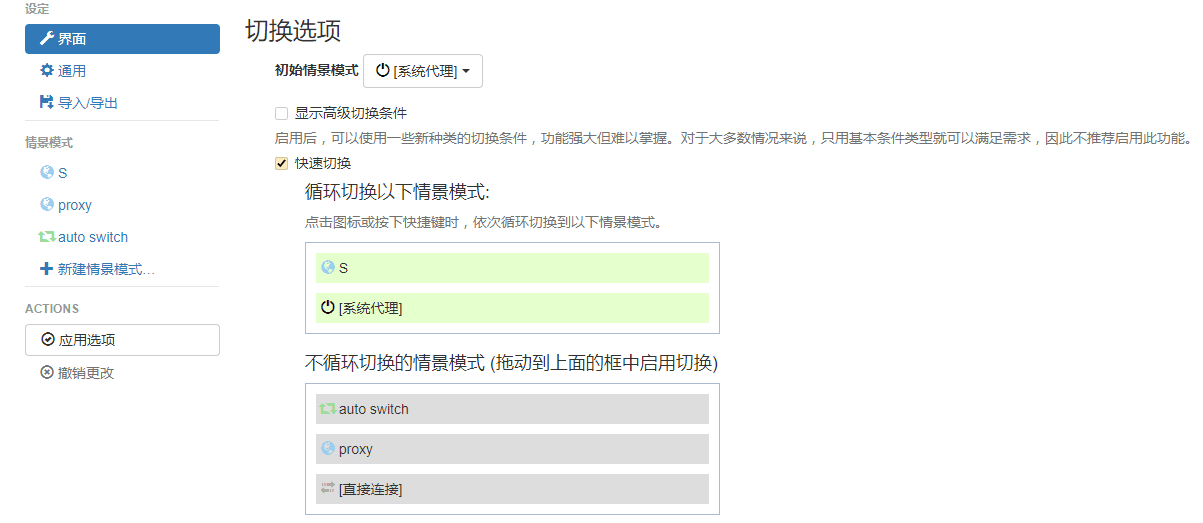 设定
界面
通用
导入/导出
情景模式
S
proxy
auto switch
新建情景模式…
ACTIONS
应用选项
撤销更改
切换选项
初始情景模式 [系统代理]
显示高级切换条件
启用后，可以使用一些新种类的切换条件，功能强大但难以掌握。对于大多数情况来说，只用基本条件类型就可以满足需求，因此不推荐启用此功能。
快速切换
循环切换以下情景模式:
点击图标或按下快捷键时，依次循环切换到以下情景模式。
S
[系统代理]
不循环切换的情景模式 (拖动到上面的框中启用切换)
auto switch
proxy
[直接连接]